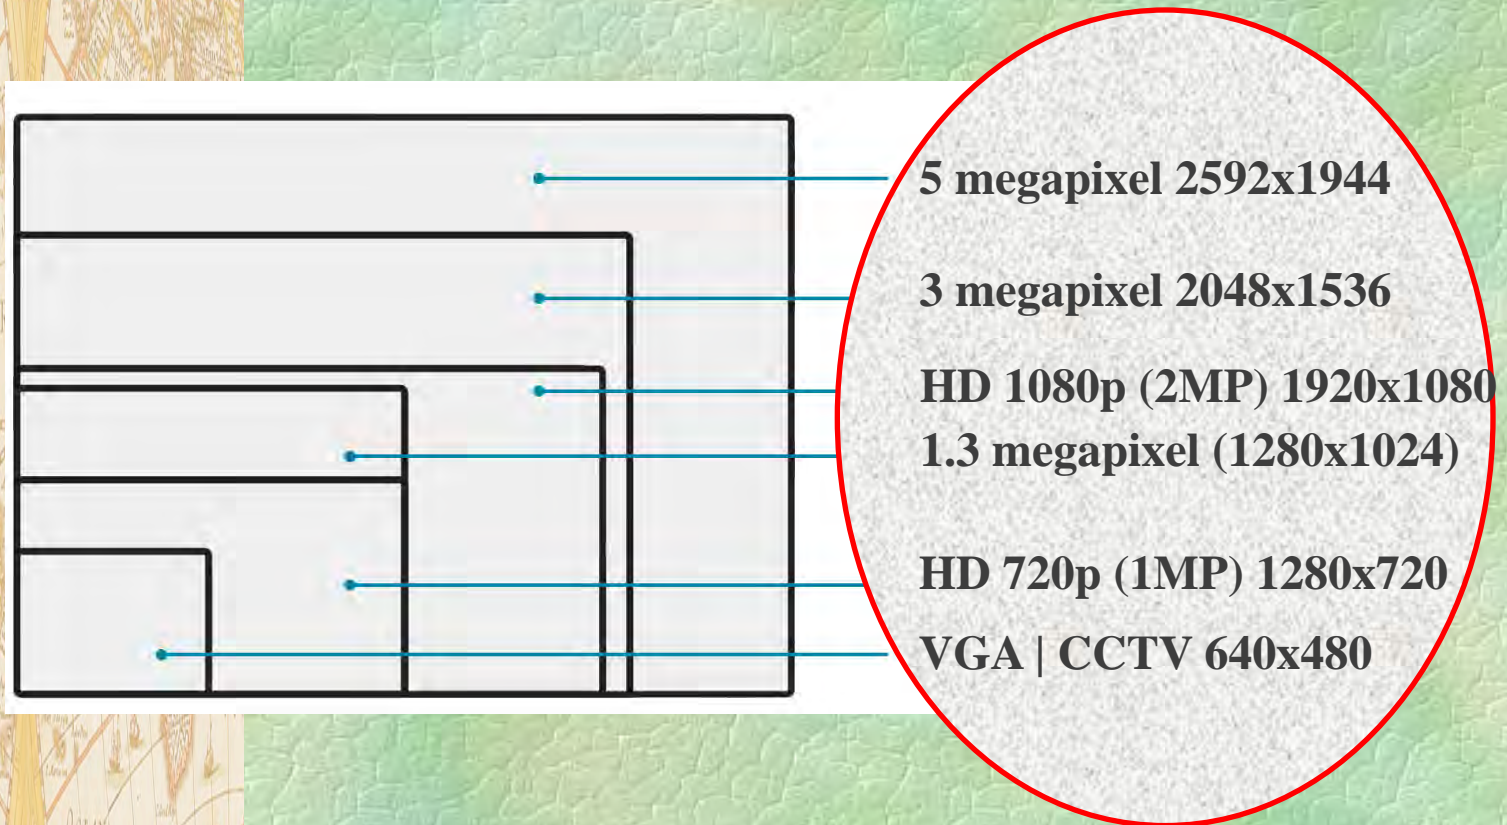 5 megapixel 2592x1944
3 megapixel 2048x1536
HD 1080p (2MP) 1920x1080
1.3 megapixel (1280x1024)
HD 720p (1MP) 1280x720
VGA | CCTV 640x480